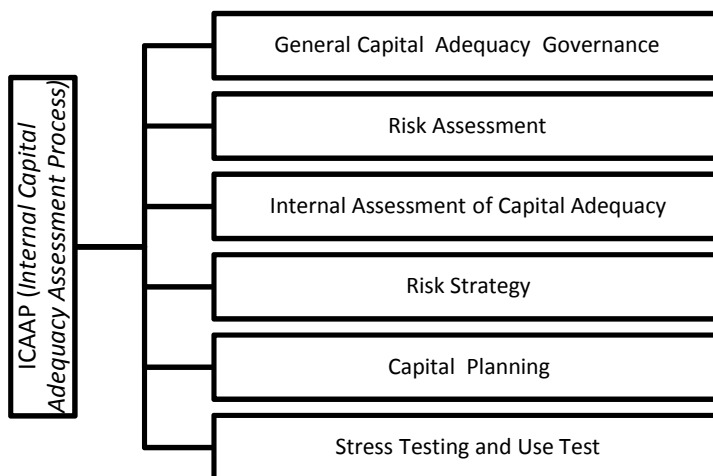 ICAAP (Internal Capital
Adequacy Assessment Process)
General Capital Adequacy Governance
Risk Assessment
Internal Assessment of Capital Adequacy
Risk Strategy
Capital Planning
Stress Testing and Use Test